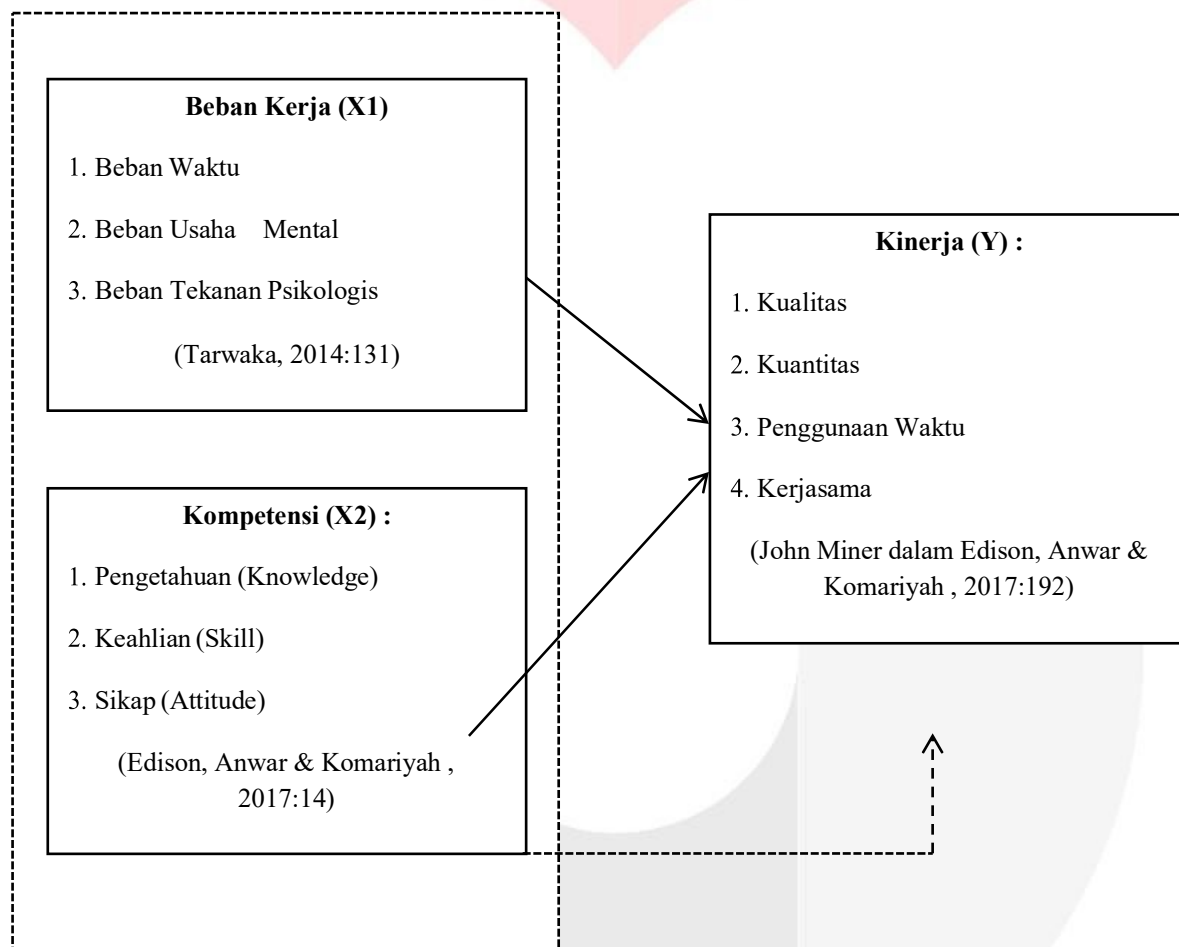 Beban Kerja (X1)
1. Beban Waktu
2. Beban Usaha Mental
3. Beban Tekanan Psikologis
(Tarwaka, 2014:131)
Kompetensi (X2) :
1. Pengetahuan (Knowledge)
2. Keahlian (Skill)
3. Sikap (Attitude)
(Edison, Anwar & Komariyah ,
2017:14)
Kinerja (Y) :
1. Kualitas
2. Kuantitas
3. Penggunaan Waktu
4. Kerjasama
(John Miner dalam Edison, Anwar &
Komariyah , 2017:192)